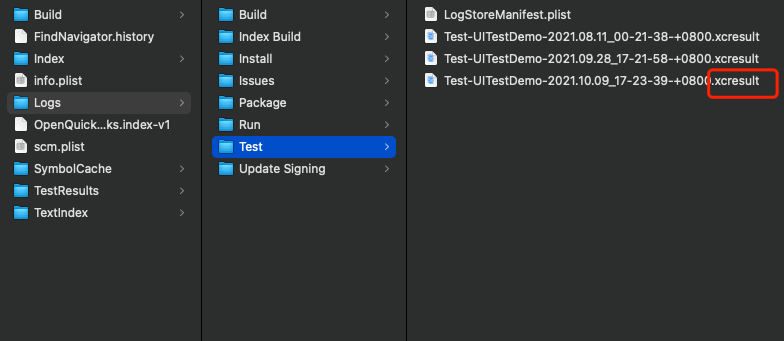 Build
FindNavigator.history
Index
info.plist
Logs
OpenQuick...ks.index-v1
scm.plist
SymbolCache
TestResults
TextIndex
Build
Index Build
Install
Issues
Package
Run
Test
Update Signing
LogStoreManifest.plist
Test-UITestDemo-2021.08.11_00-21-38-+0800.xcresult
Test-UITestDemo-2021.09.28_17-21-58-+0800.xcresult
Test-UITestDemo-2021.10.09_17-23-39-+0800.xcresult